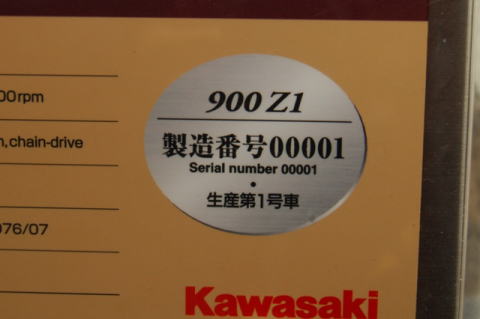 00rpm
900 Z1
製造番号00001
n,chain-drive
Serial number 00001
・
生産第1号車
976/07
Kawasaki